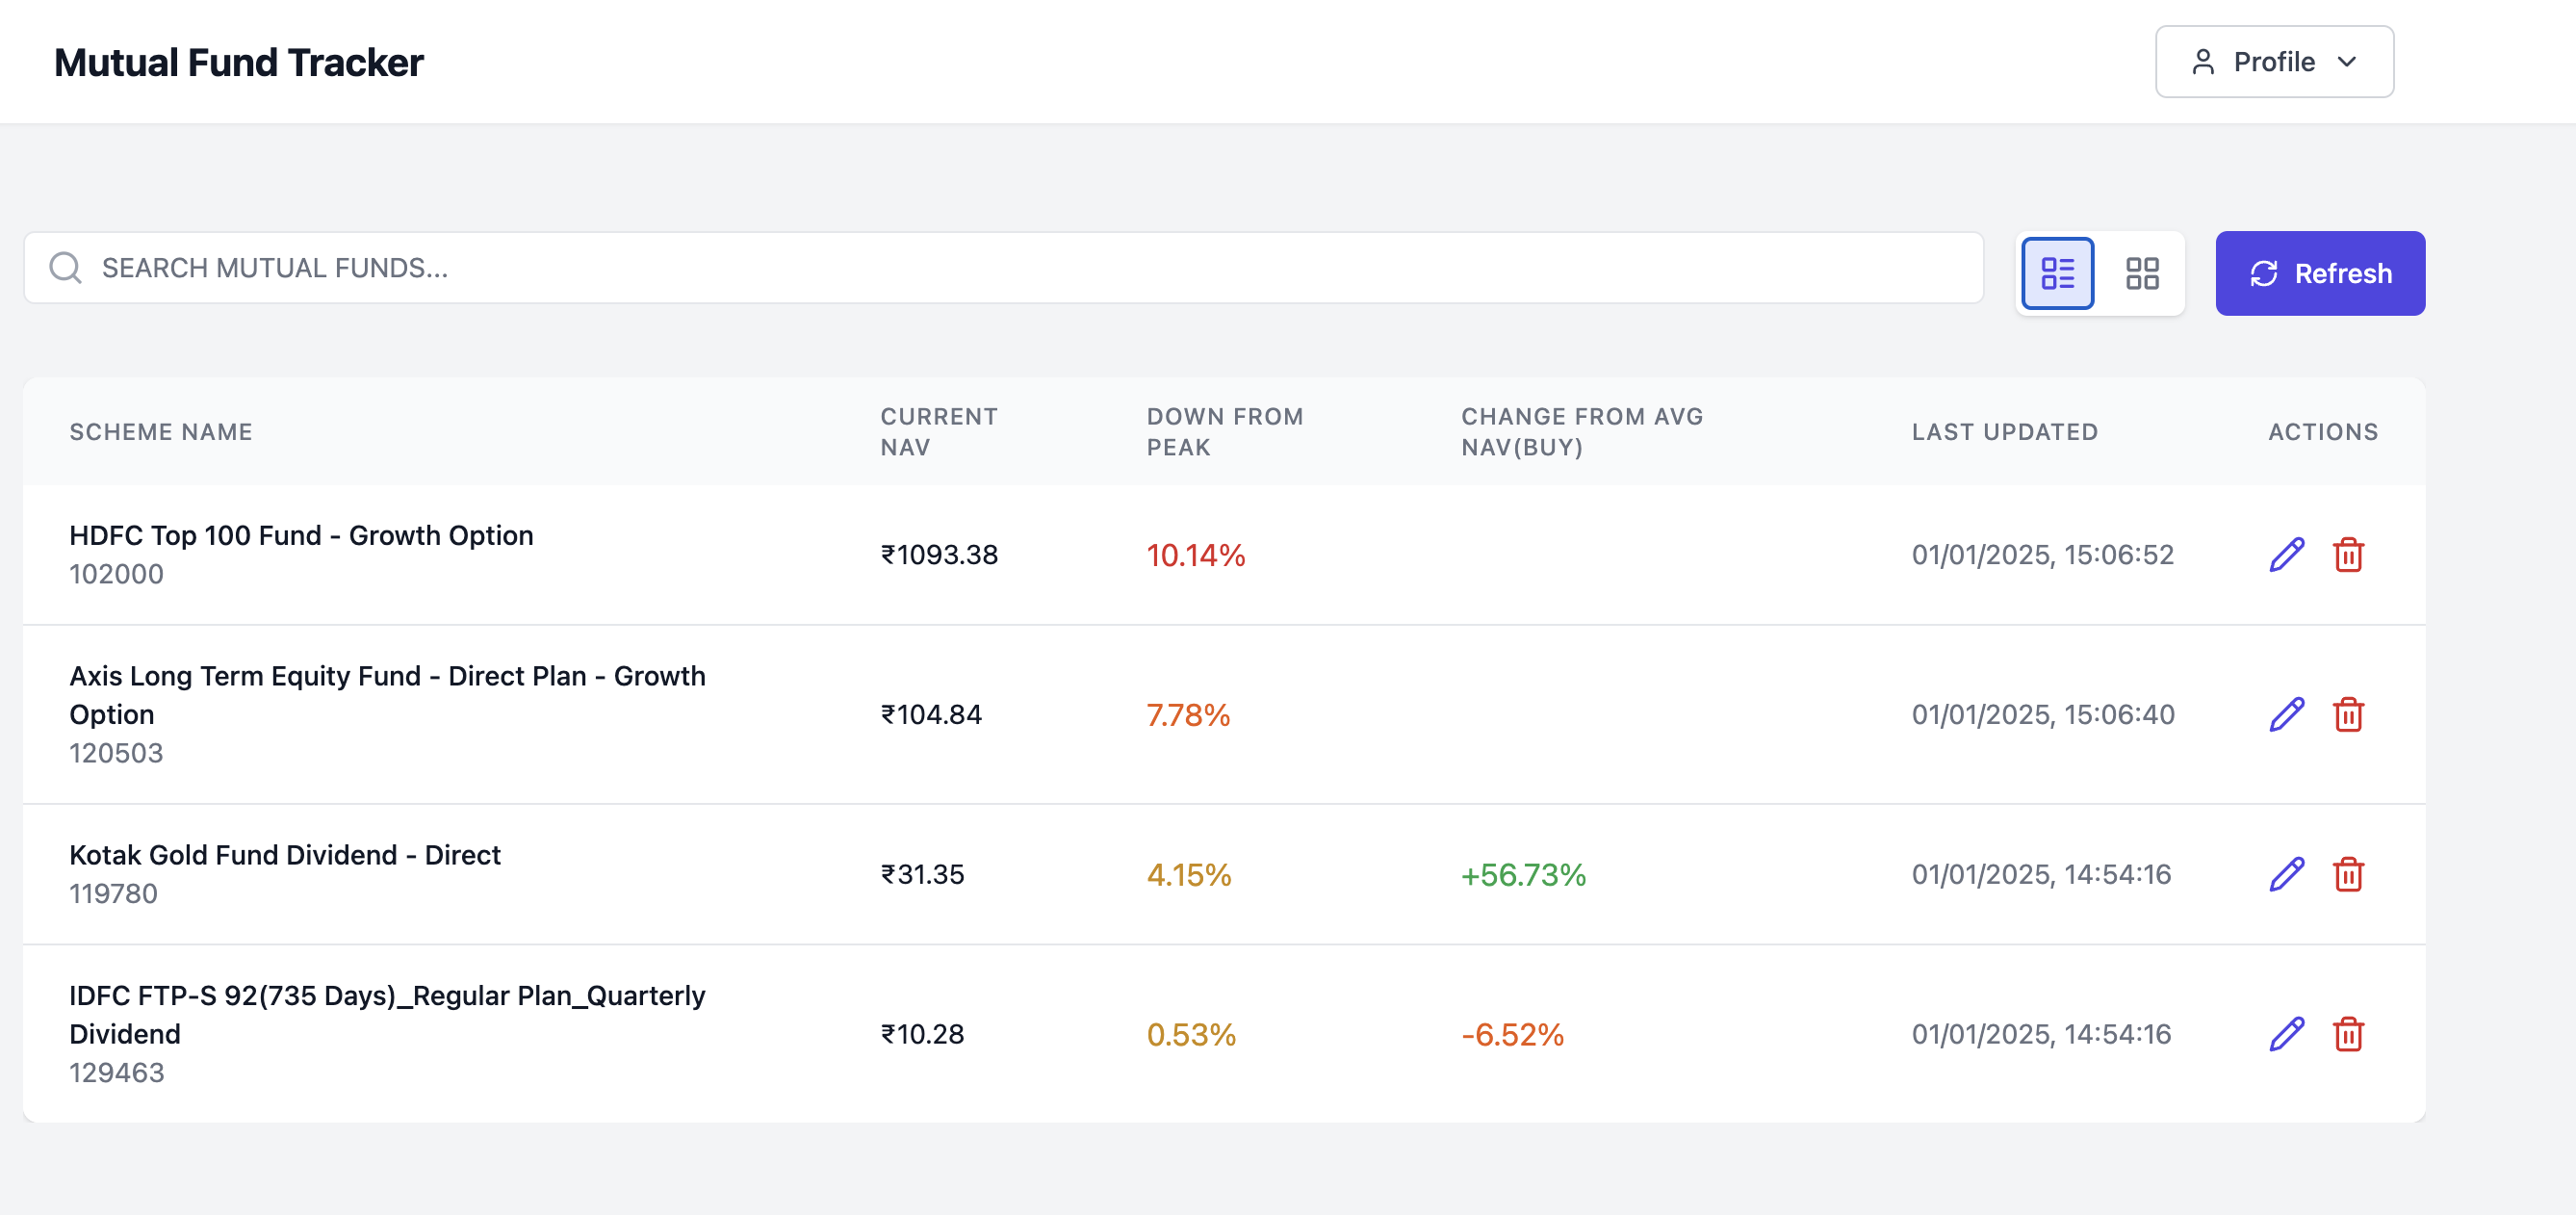 Mutual Fund Tracker
Profile
SEARCH MUTUAL FUNDS...
Refresh
SCHEME NAME
CURRENT
NAV
DOWN FROM
PEAK
CHANGE FROM AVG
NAV(BUY)
LAST UPDATED
ACTIONS
HDFC Top 100 Fund - Growth Option
102000
₹1093.38
10.14%
01/01/2025, 15:06:52
Axis Long Term Equity Fund - Direct Plan - Growth
Option
120503
₹104.84
7.78%
01/01/2025, 15:06:40
Kotak Gold Fund Dividend - Direct
119780
₹31.35
4.15%
+56.73%
01/01/2025, 14:54:16
IDFC FTP-S 92(735 Days)_Regular Plan_Quarterly
Dividend
129463
₹10.28
0.53%
-6.52%
01/01/2025, 14:54:16